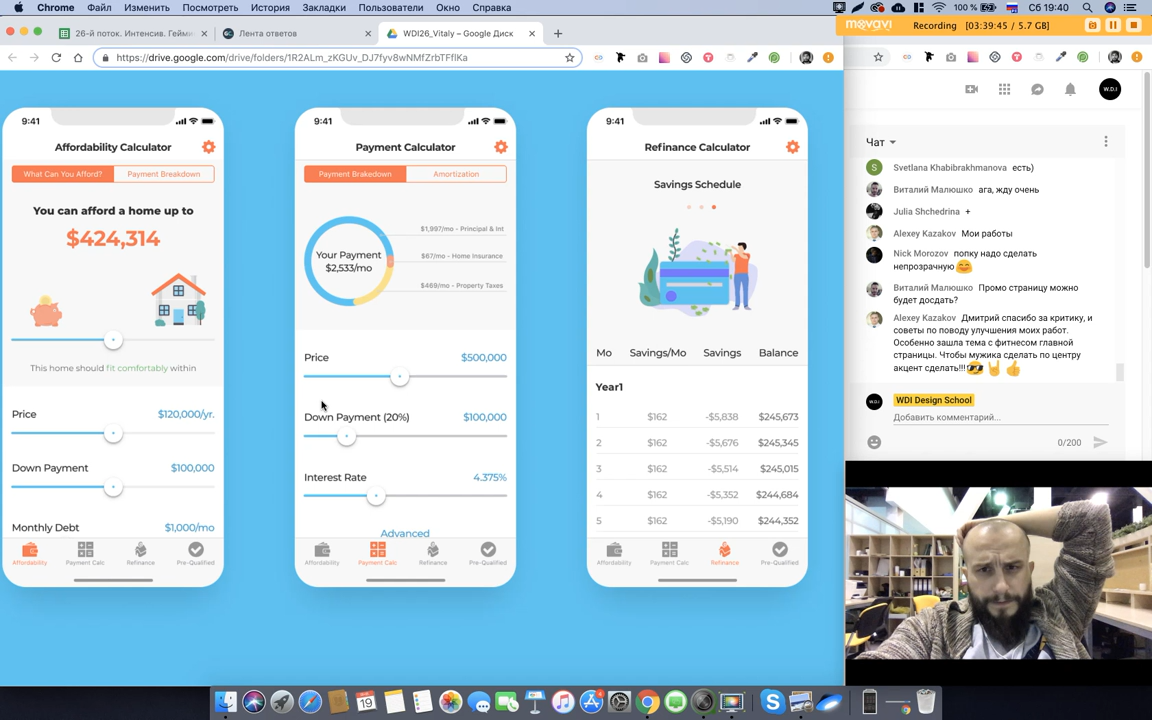 Chrome Файл Изменить Посмотреть История Закладки Пользователи Окно Справка
100 % Сб 19:40
movavi Recording [03:39:45 / 5.7 GB]
26-й поток. Интенсив. Гейми
Лента ответов
WDI26_Vitaly – Google Диск
https://drive.google.com/drive/folders/1R2ALm_zKGUv_DJ7fyv8wNMfZrbTFflKa
9:41
Affordability Calculator
What Can You Afford? Payment Breakdown
You can afford a home up to
$424,314
This home should fit comfortably within
Price $120,000/yr.
Down Payment $100,000
Monthly Debt $1,000/mo
Affordability Payment Calc Refinance Pre-Qualified
9:41
Payment Calculator
Payment Brakedown Amortization
Your Payment
$2,533/mo
$1,997/mo - Principal & Int
$67/mo - Home Insurance
$469/mo - Property Taxes
Price $500,000
Down Payment (20%) $100,000
Interest Rate 4.375%
Advanced
Affordability Payment Calc Refinance Pre-Qualified
9:41
Refinance Calculator
Savings Schedule
Mo Savings/Mo Savings Balance
Year1
1 $162 -$5,838 $245,673
2 $162 -$5,676 $245,345
3 $162 -$5,514 $245,015
4 $162 -$5,352 $244,684
5 $162 -$5,190 $244,352
Affordability Payment Calc Refinance Pre-Qualified
W.D.I
Чат
S Svetlana Khabibrakhmanova есть)
Виталий Малюшко ага, жду очень
Julia Shchedrina +
Alexey Kazakov Мои работы
Nick Morozov попку надо сделать
непрозрачную
Виталий Малюшко Промо страницу можно
будет досдать?
Alexey Kazakov Дмитрий спасибо за критику, и
советы по поводу улучшения моих работ.
Особенно зашла тема с фитнесом главной
страницы. Чтобы мужика сделать по центру
акцент сделать!!!
W.D.I WDI Design School
Добавить комментарий...
0/200
19